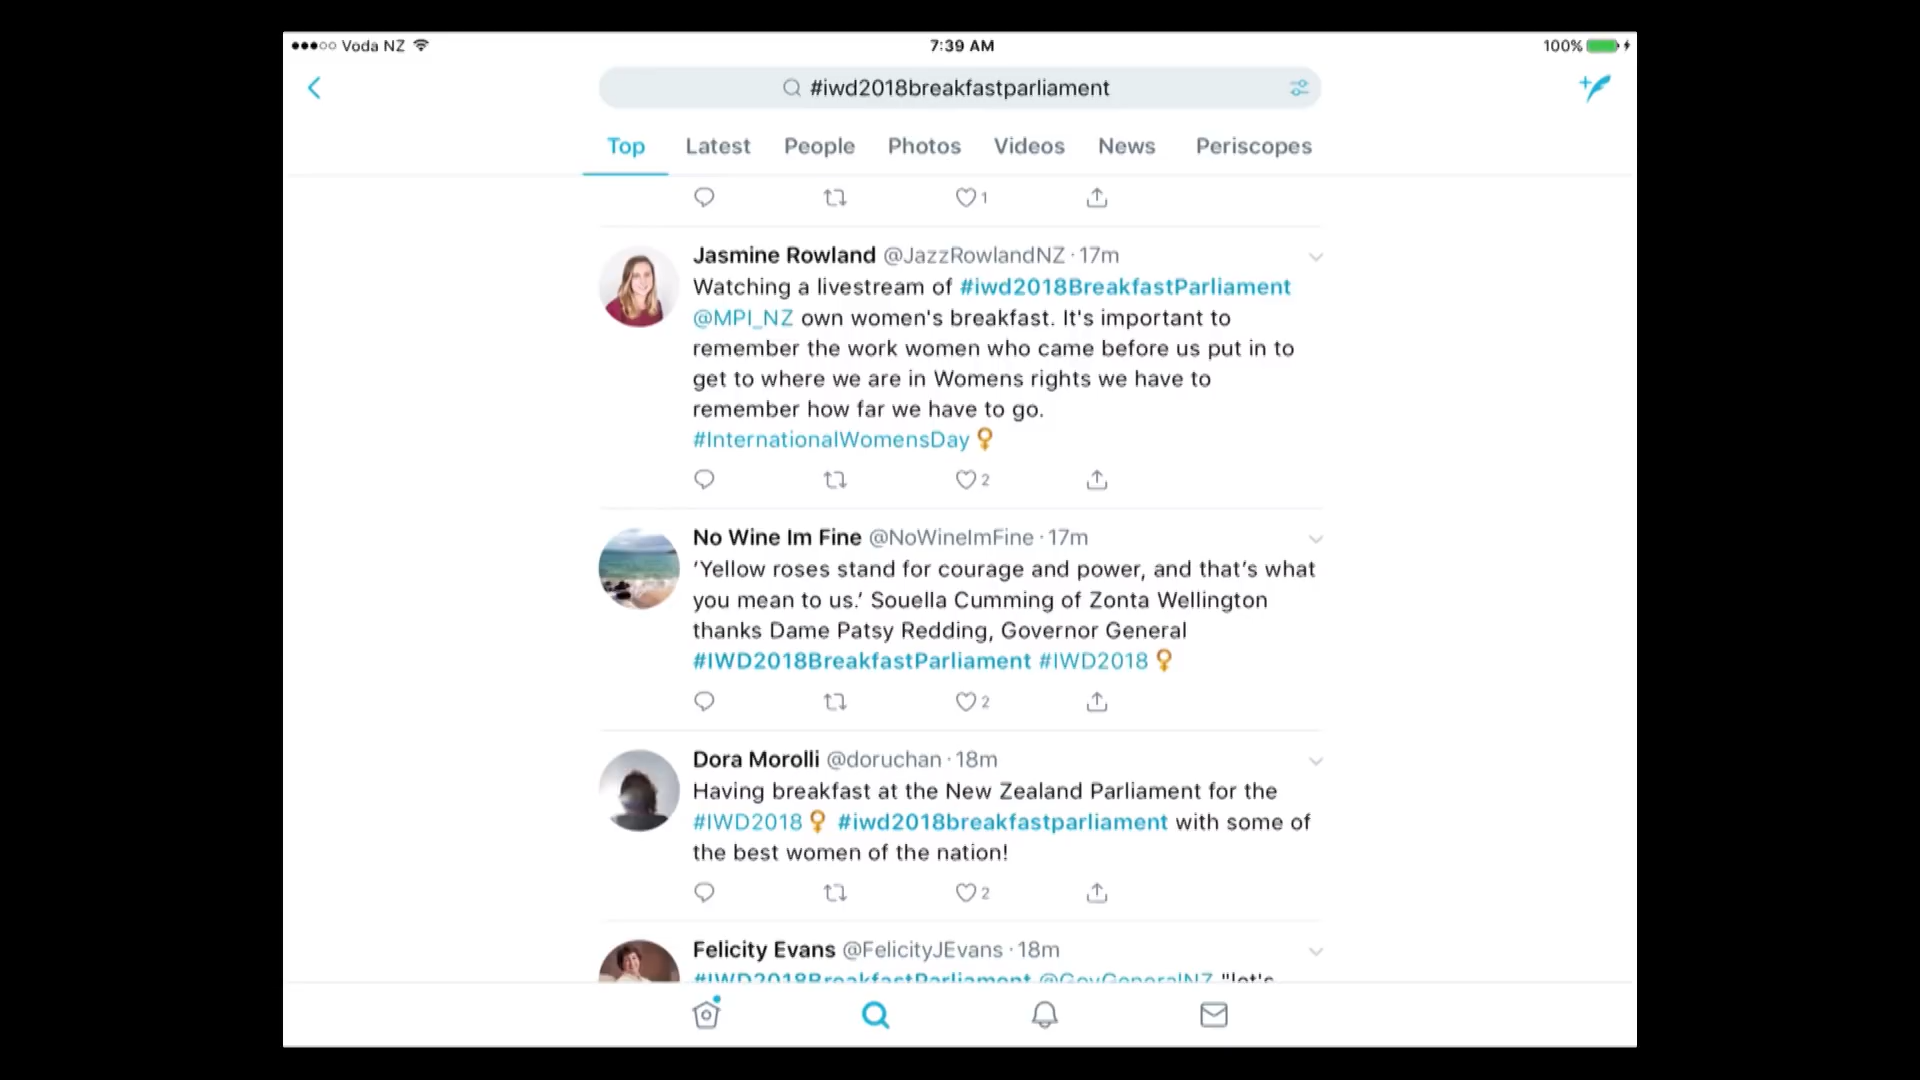 Voda NZ
7:39 AM
100%
#iwd2018breakfastparliament
Top Latest People Photos Videos News Periscopes
1
Jasmine Rowland @JazzRowlandNZ · 17m
Watching a livestream of #iwd2018BreakfastParliament
@MPI_NZ own women's breakfast. It's important to
remember the work women who came before us put in to
get to where we are in Womens rights we have to
remember how far we have to go.
#InternationalWomensDay
2
No Wine Im Fine @NoWineImFine · 17m
‘Yellow roses stand for courage and power, and that’s what
you mean to us.’ Souella Cumming of Zonta Wellington
thanks Dame Patsy Redding, Governor General
#IWD2018BreakfastParliament #IWD2018
2
Dora Morolli @doruchan · 18m
Having breakfast at the New Zealand Parliament for the
#IWD2018 #iwd2018breakfastparliament with some of
the best women of the nation!
2
Felicity Evans @FelicityJEvans · 18m
#IWD2018BreakfastParliament @GovGeneralNZ "let's